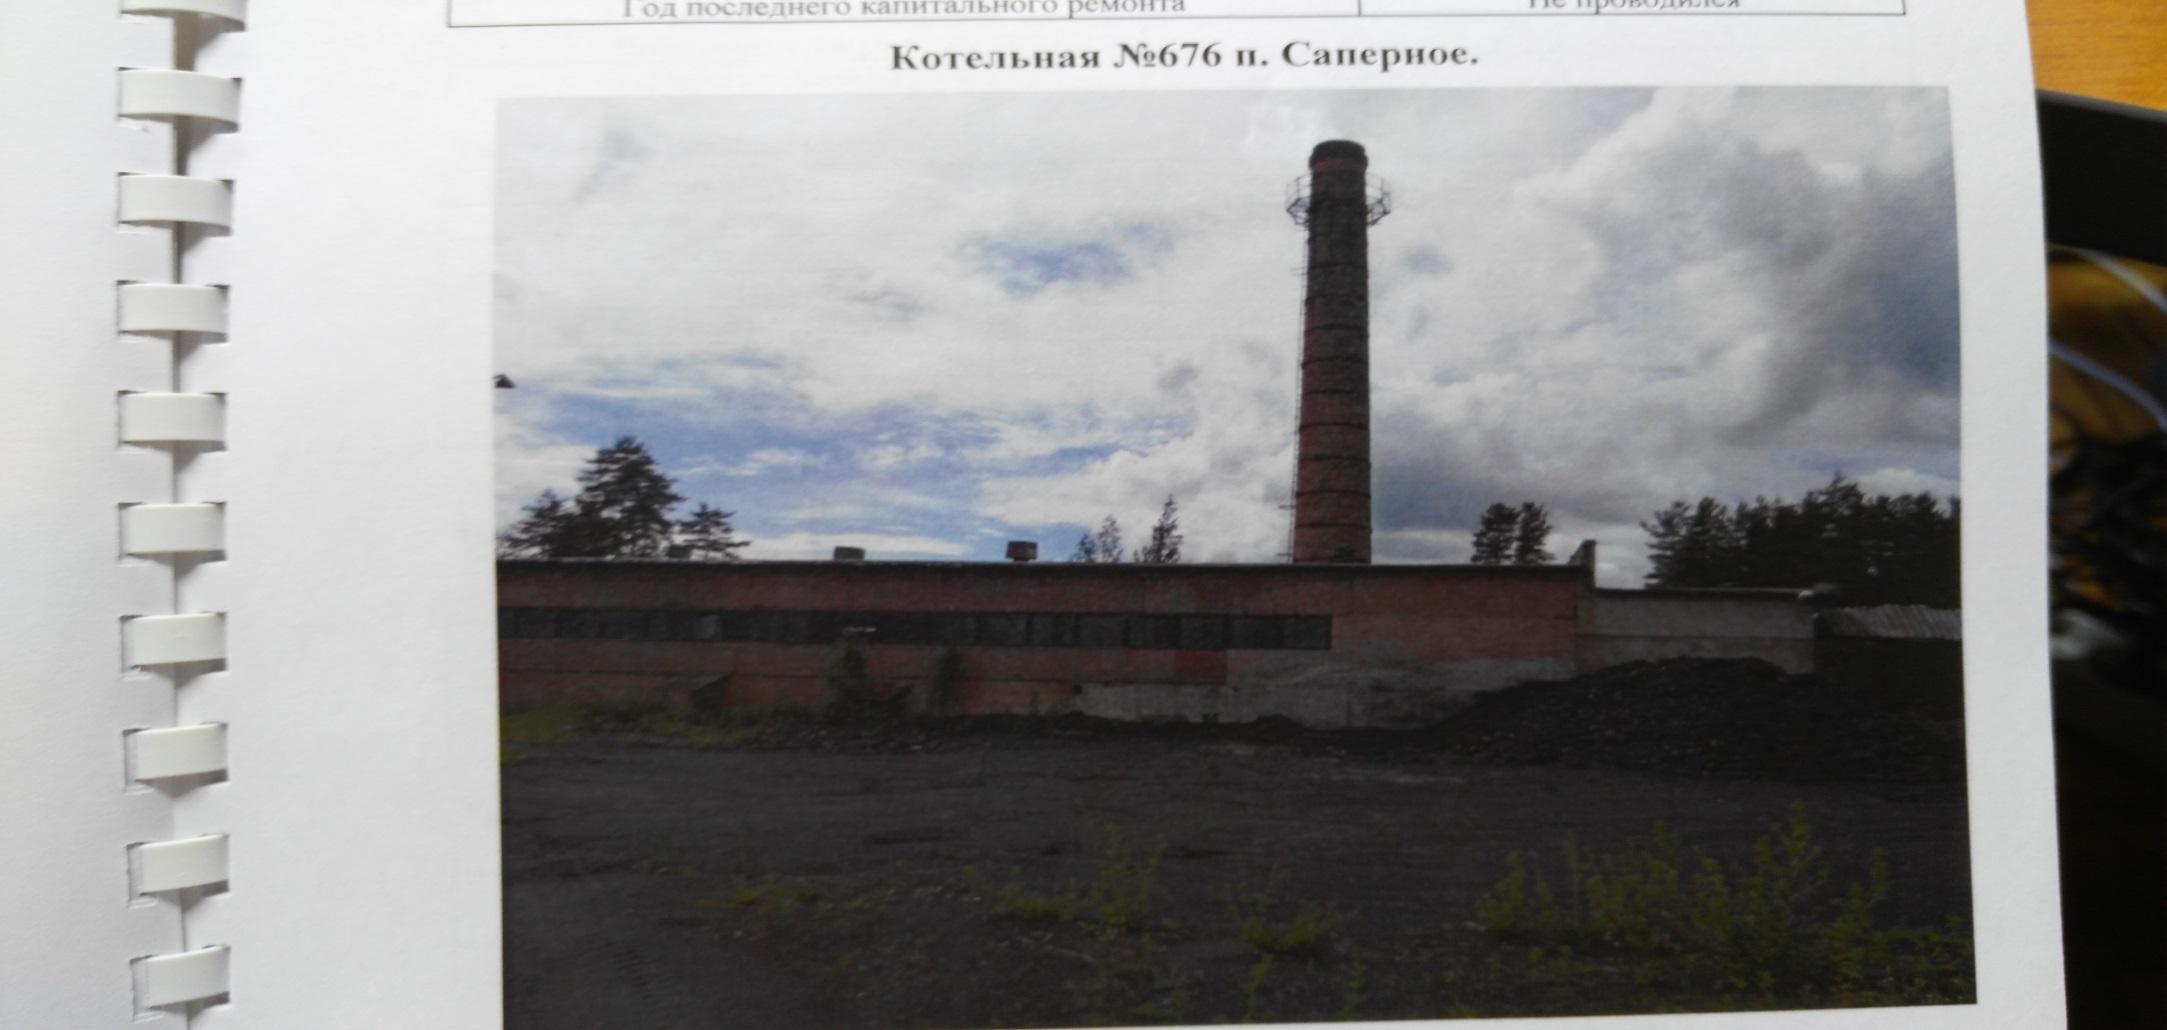 Год последнего капитального ремонта Не проводился
Котельная №676 п. Саперное.